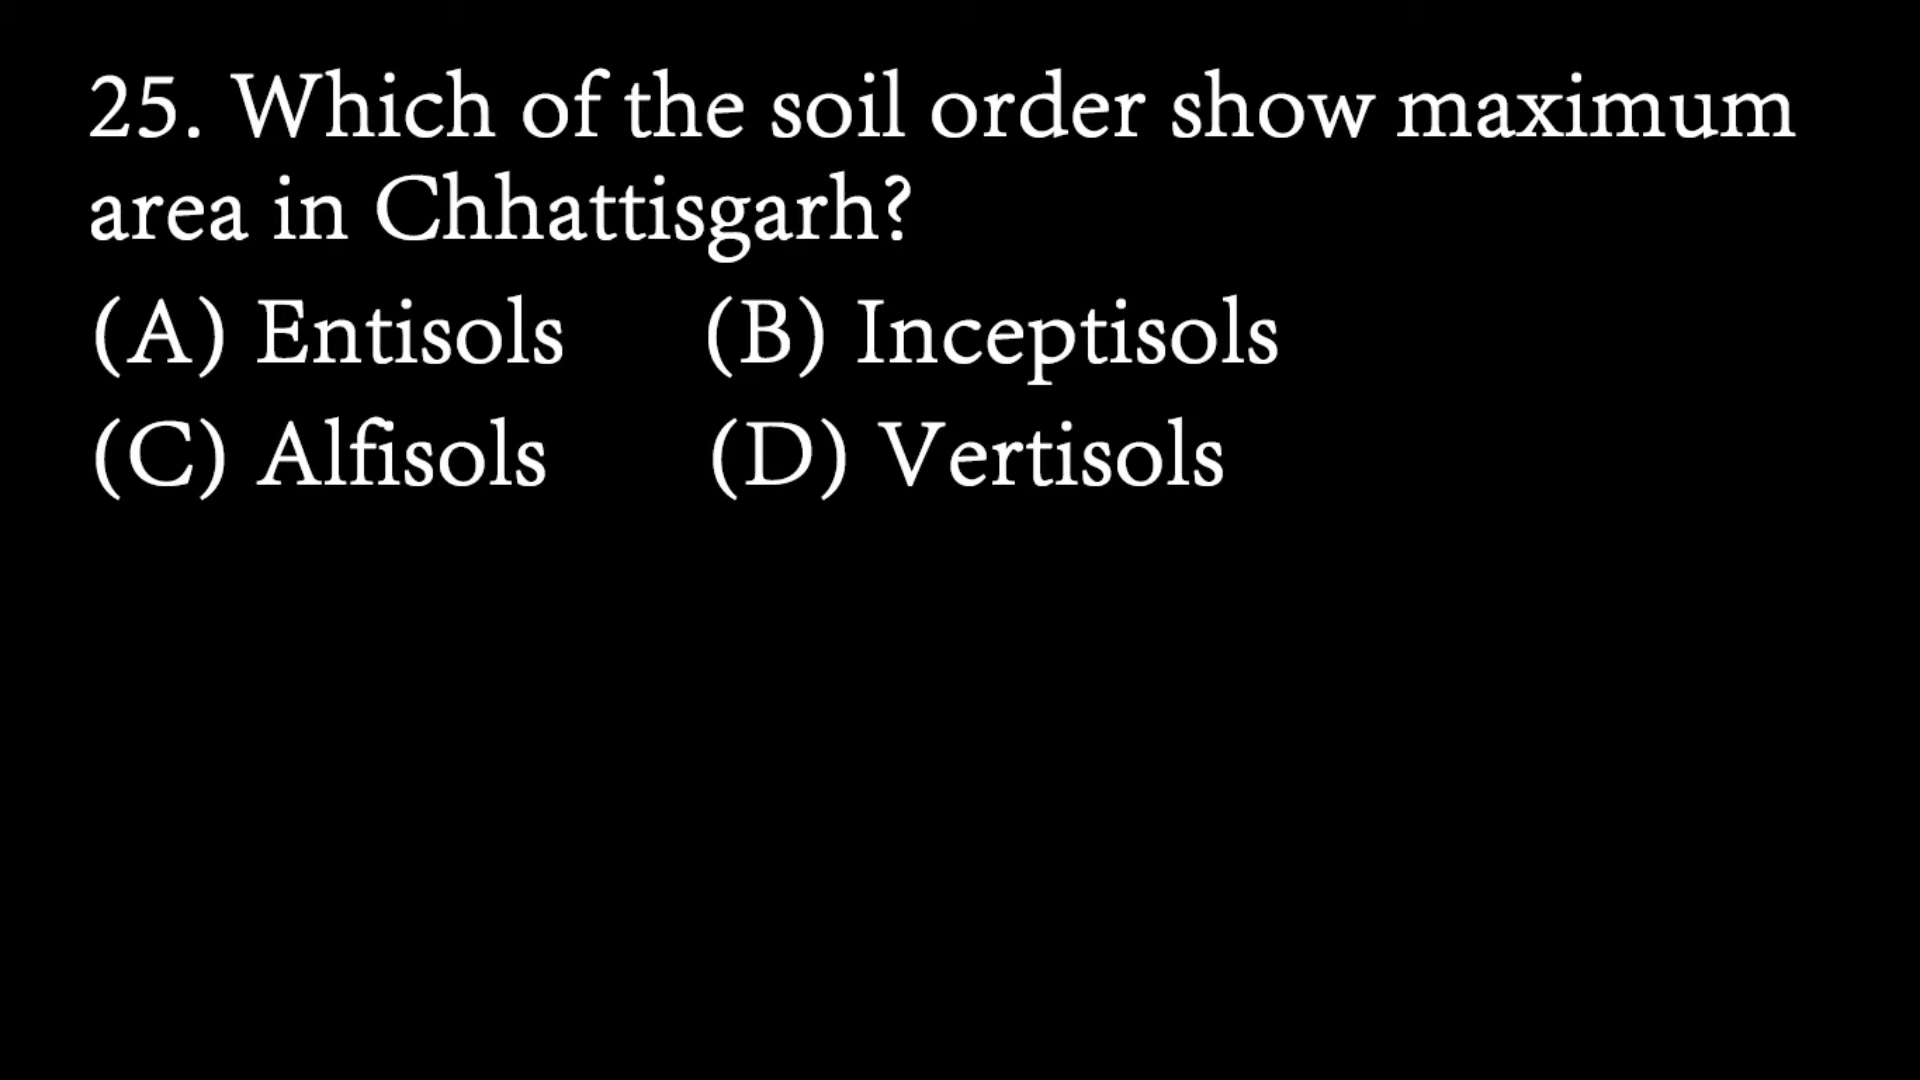 25. Which of the soil order show maximum
area in Chhattisgarh?
(A) Entisols (B) Inceptisols
(C) Alfisols (D) Vertisols